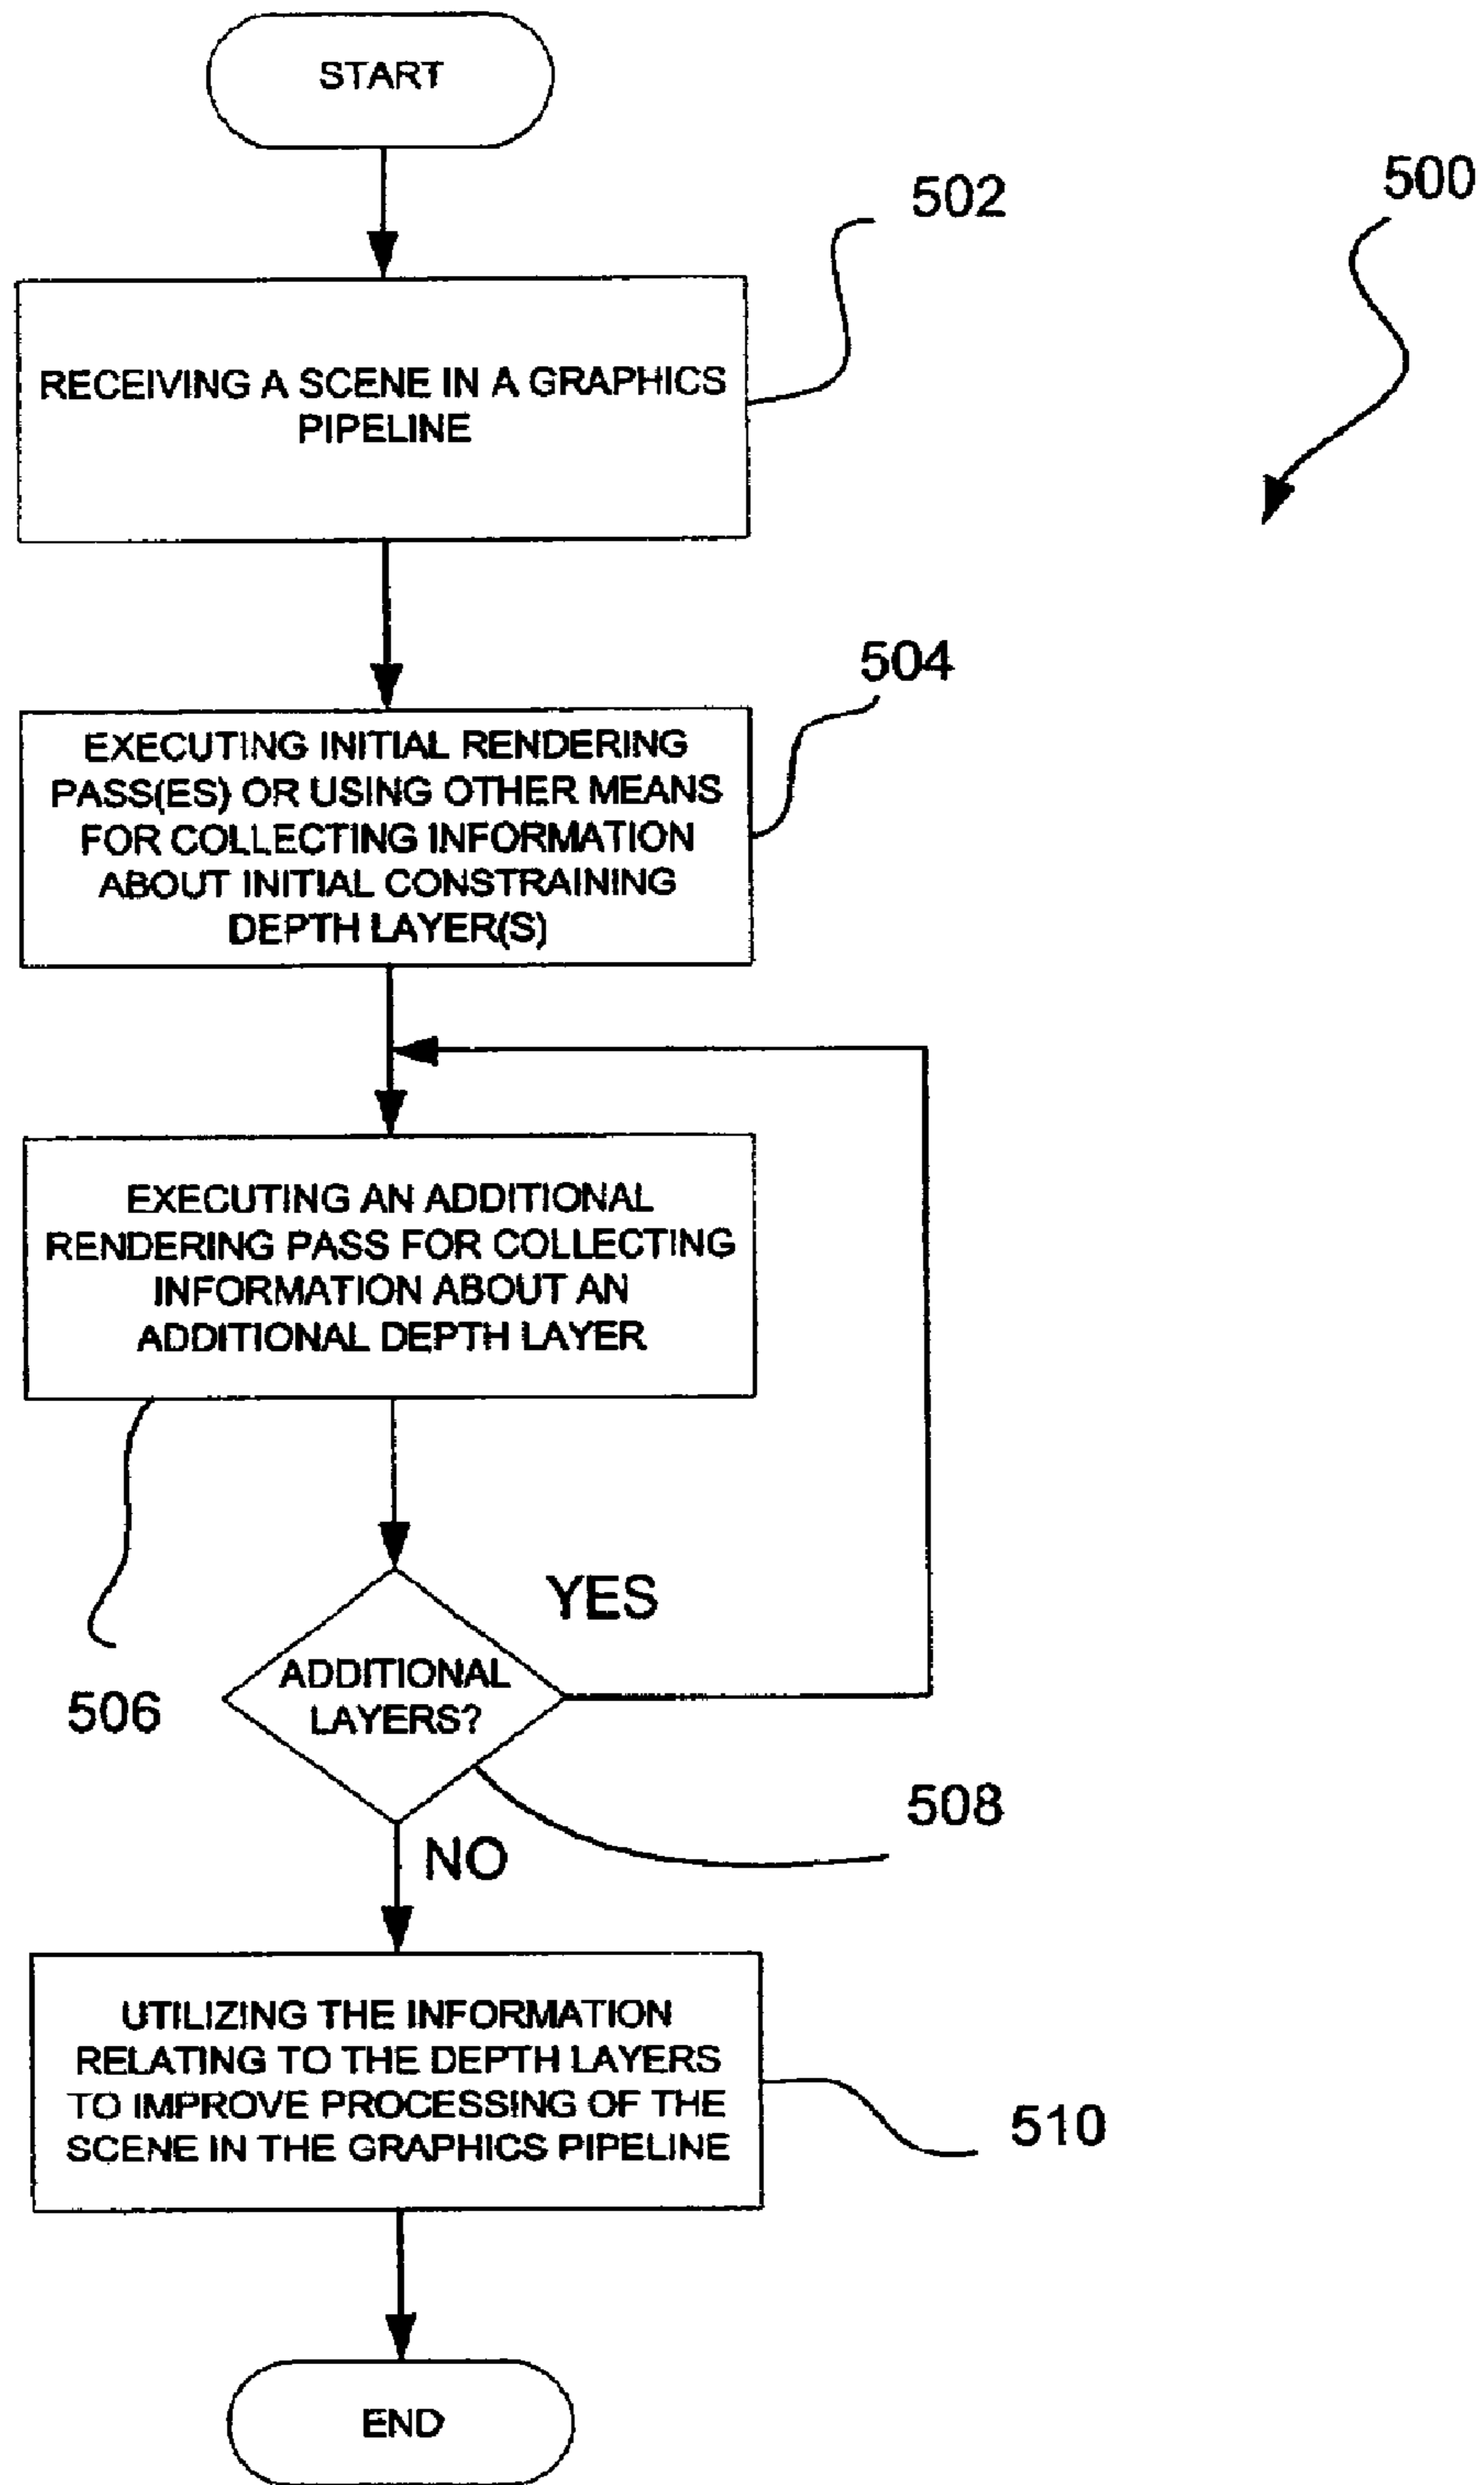 START
502
500
RECEIVING A SCENE IN A GRAPHICS
PIPELINE
504
EXECUTING INITIAL RENDERING
PASS(ES) OR USING OTHER MEANS
FOR COLLECTING INFORMATION
ABOUT INITIAL CONSTRAINING
DEPTH LAYER(S)
EXECUTING AN ADDITIONAL
RENDERING PASS FOR COLLECTING
INFORMATION ABOUT AN
ADDITIONAL DEPTH LAYER
506
YES
ADDITIONAL
LAYERS?
508
NO
UTILIZING THE INFORMATION
RELATING TO THE DEPTH LAYERS
TO IMPROVE PROCESSING OF THE
SCENE IN THE GRAPHICS PIPELINE
510
END